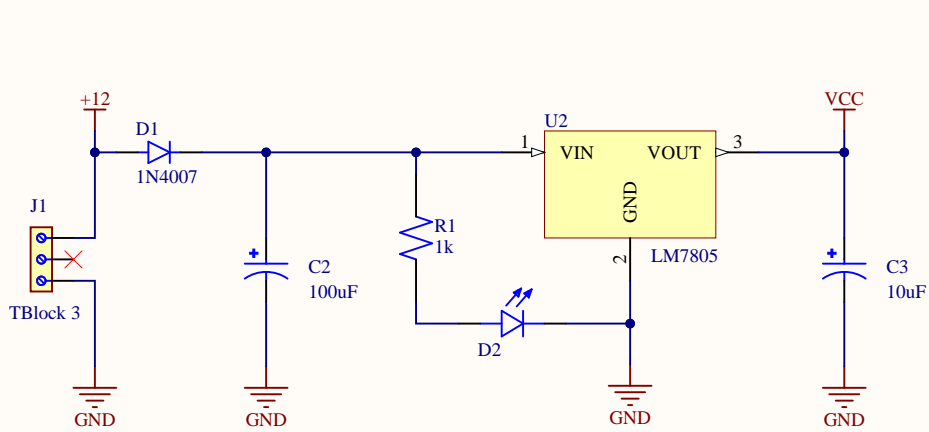 +12
VCC
D1
U2
1
VIN
VOUT
3
1N4007
J1
GND
R1
1k
2
LM7805
C2
100uF
C3
10uF
TBlock 3
D2
GND
GND
GND
GND